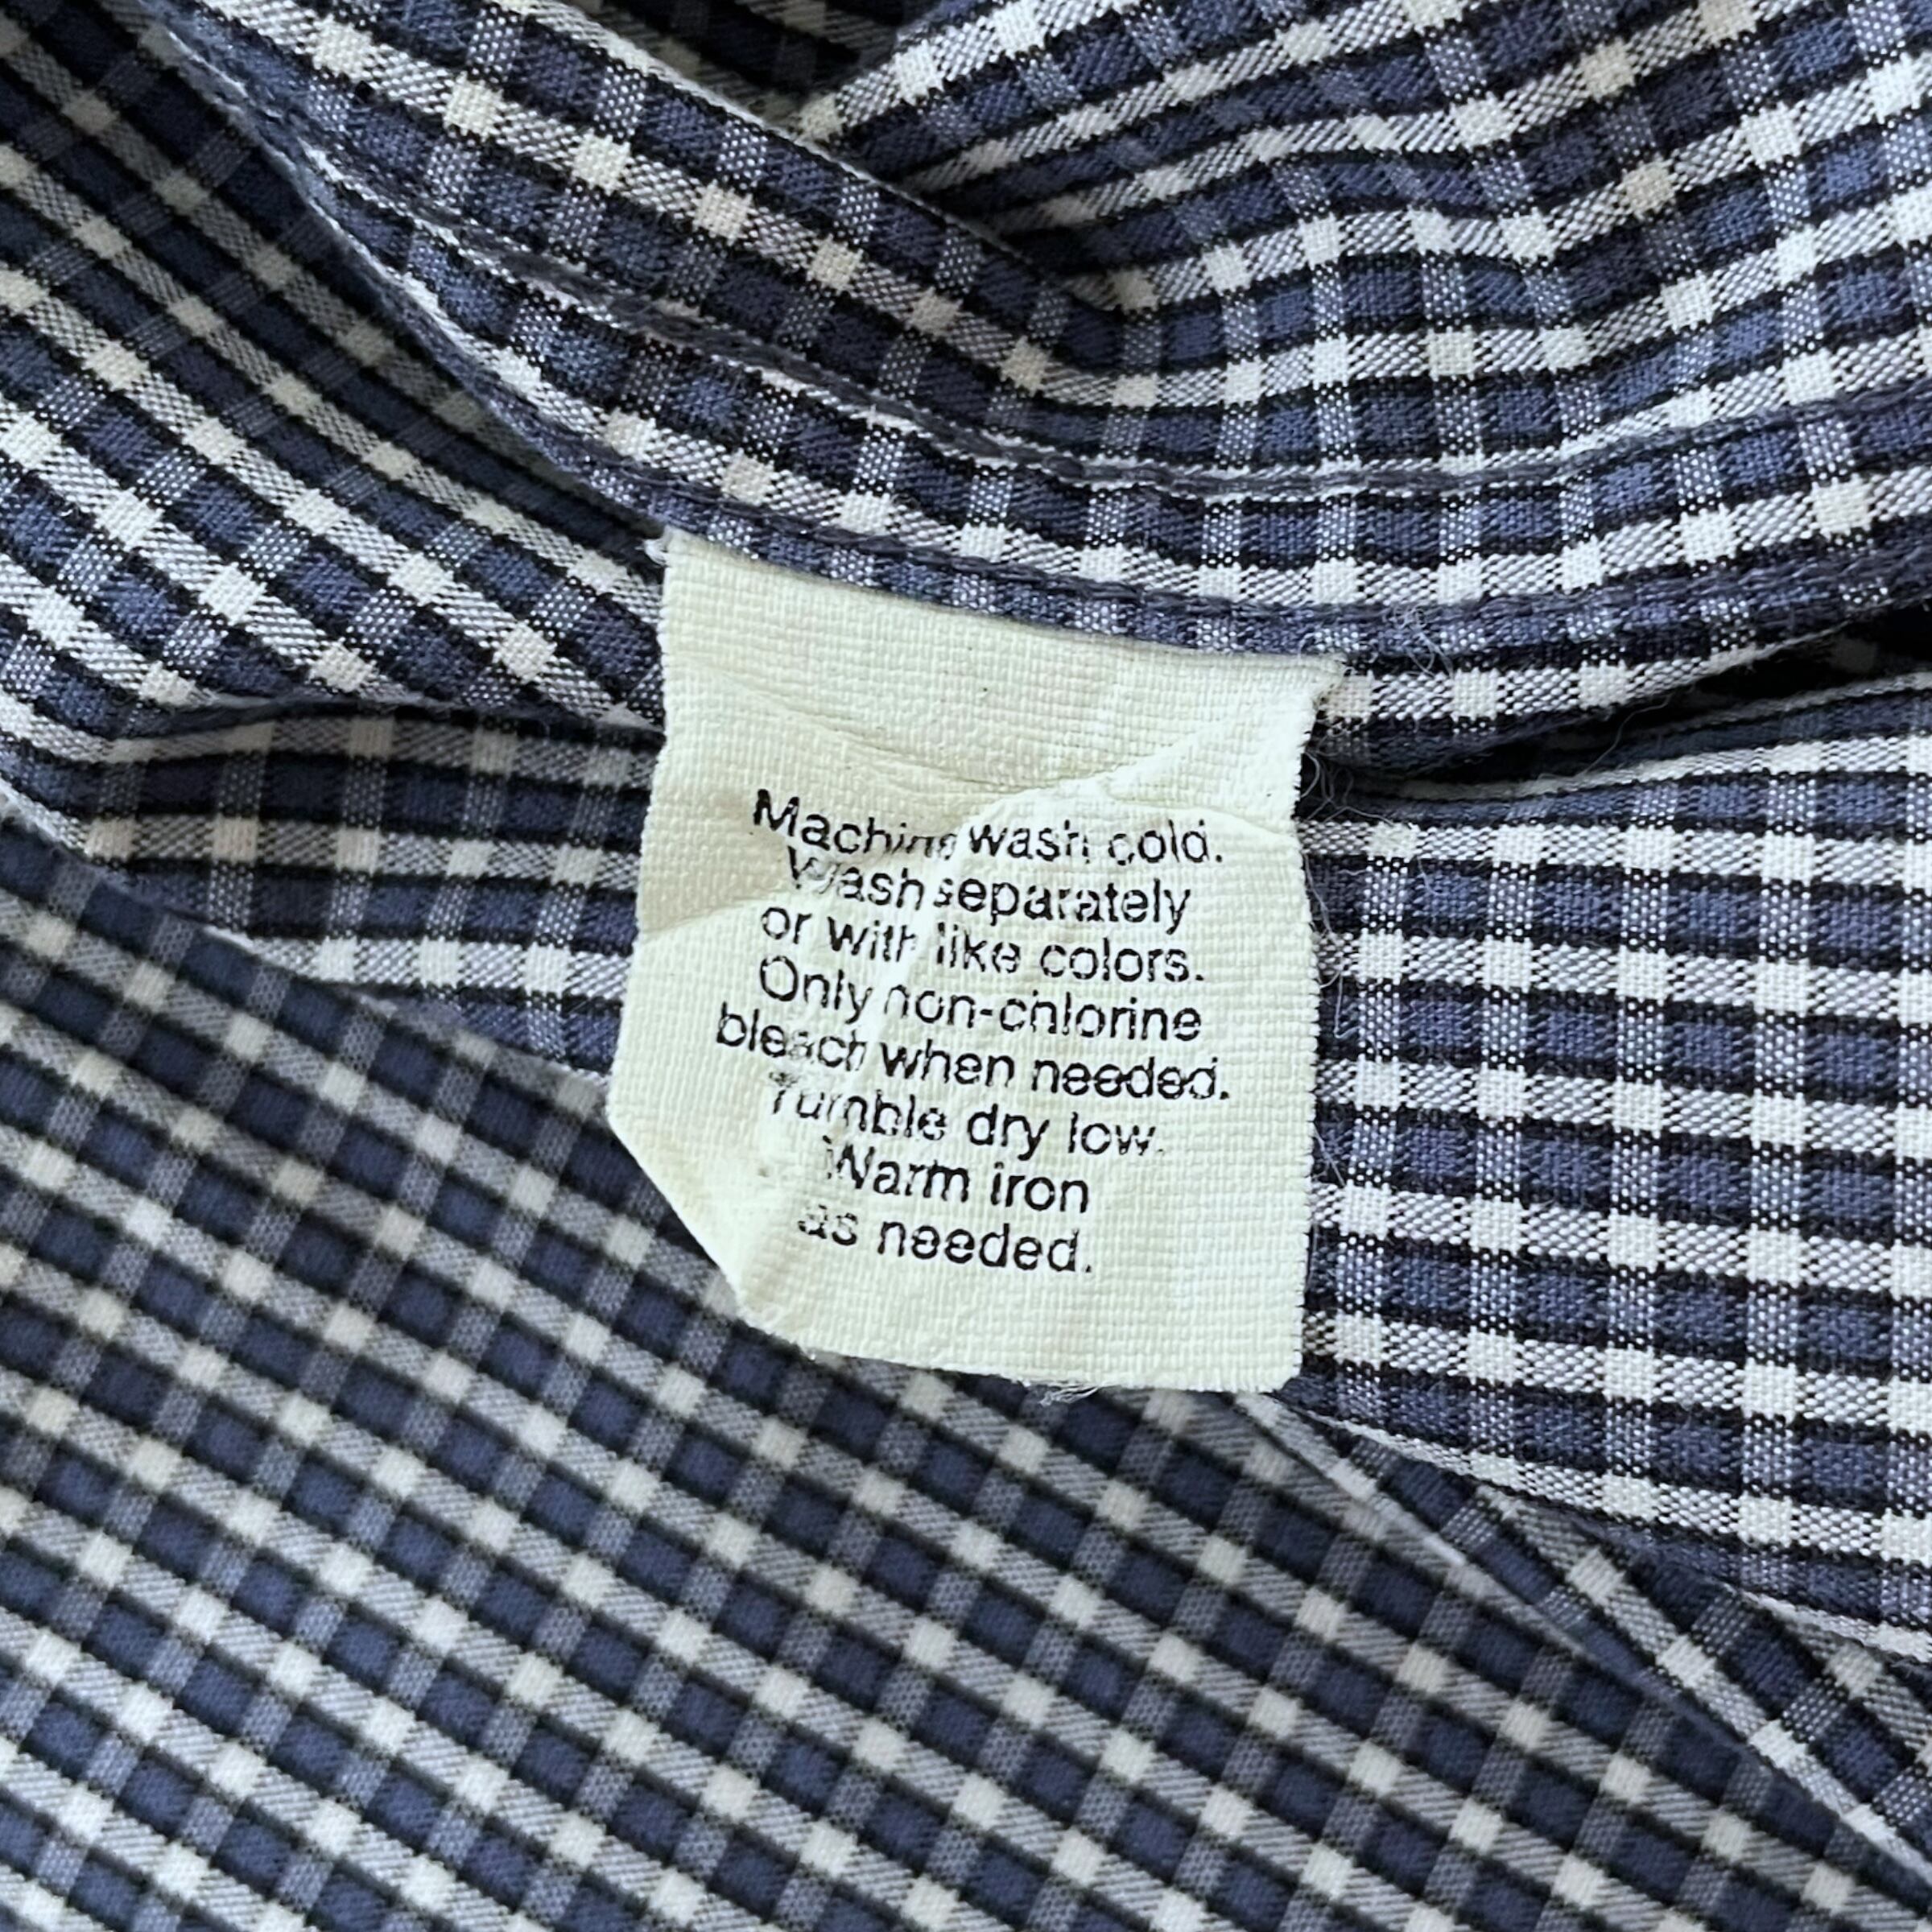 Machine wash cold.
Wash separately
or with like colors.
Only non-chlorine
bleach when needed.
Tumble dry low.
Warm iron
as needed.